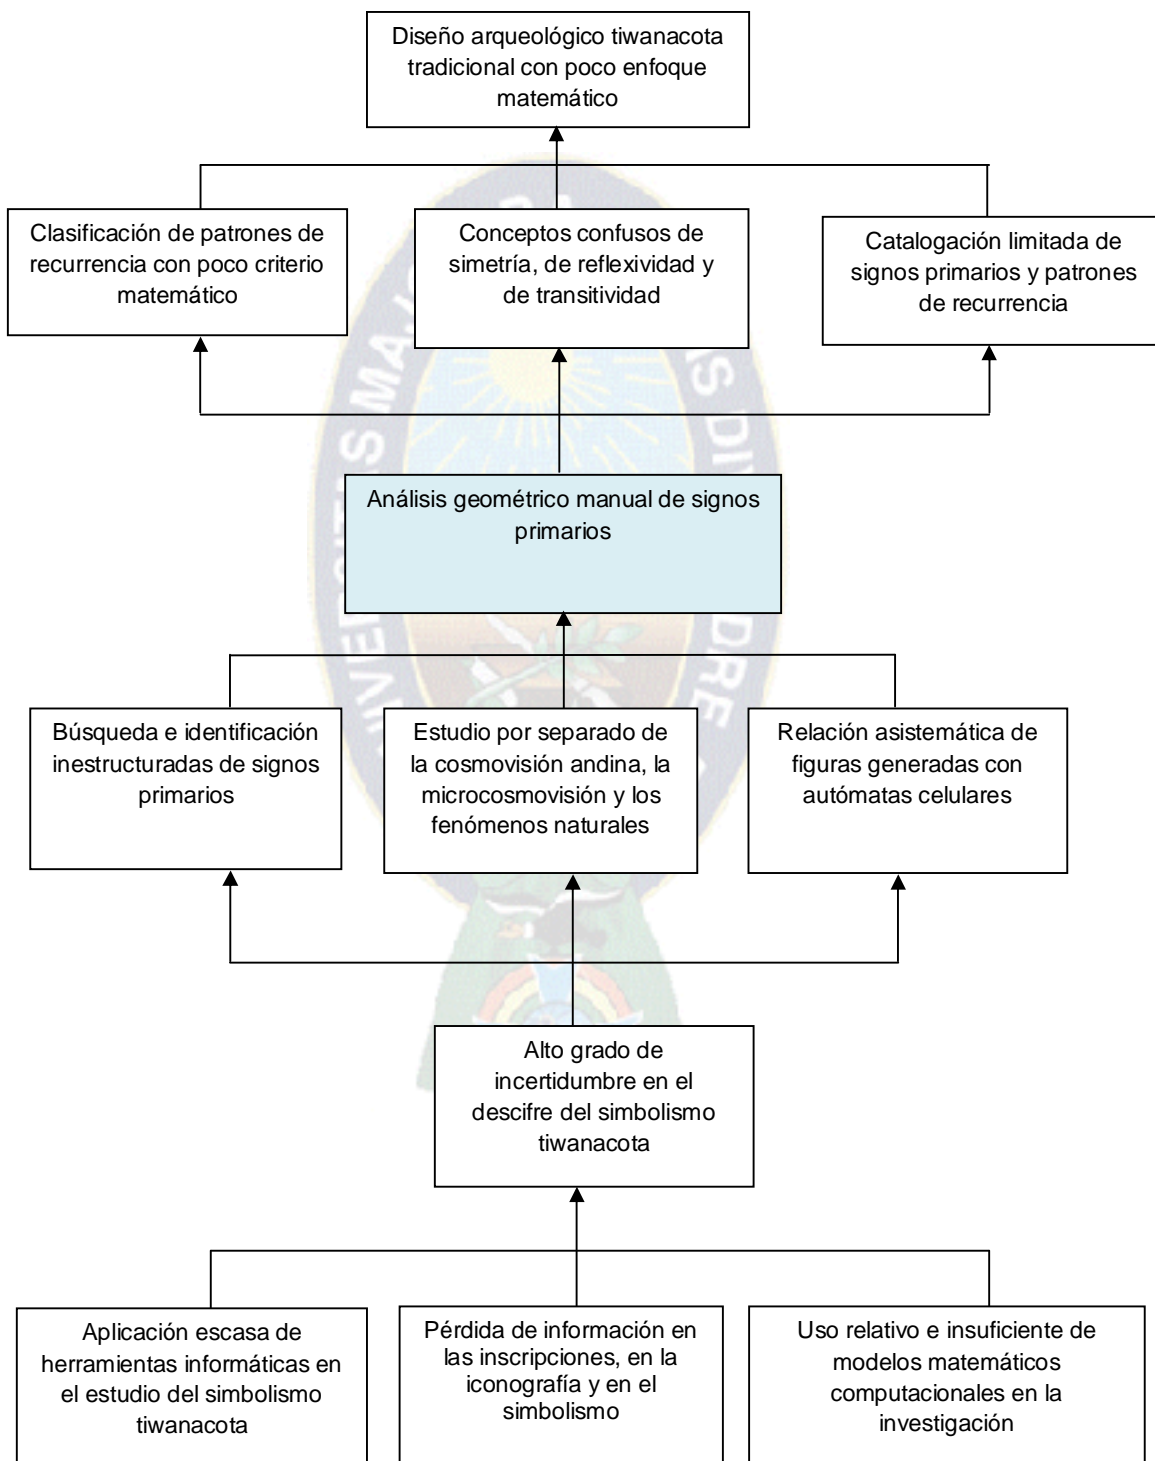 Diseño arqueológico tiwanacota
tradicional con poco enfoque
matemático
Clasificación de patrones de
recurrencia con poco criterio
matemático
Conceptos confusos de
simetría, de reflexividad y
de transitividad
Catalogación limitada de
signos primarios y patrones
de recurrencia
Análisis geométrico manual de signos
primarios
Búsqueda e identificación
inestructuradas de signos
primarios
Estudio por separado de
la cosmovisión andina, la
microcosmovisión y los
fenómenos naturales
Relación asistemática de
figuras generadas con
autómatas celulares
Alto grado de
incertidumbre en el
descifre del simbolismo
tiwanacota
Aplicación escasa de
herramientas informáticas en
el estudio del simbolismo
tiwanacota
Pérdida de información en
las inscripciones, en la
iconografía y en el
simbolismo
Uso relativo e insuficiente de
modelos matemáticos
computacionales en la
investigación